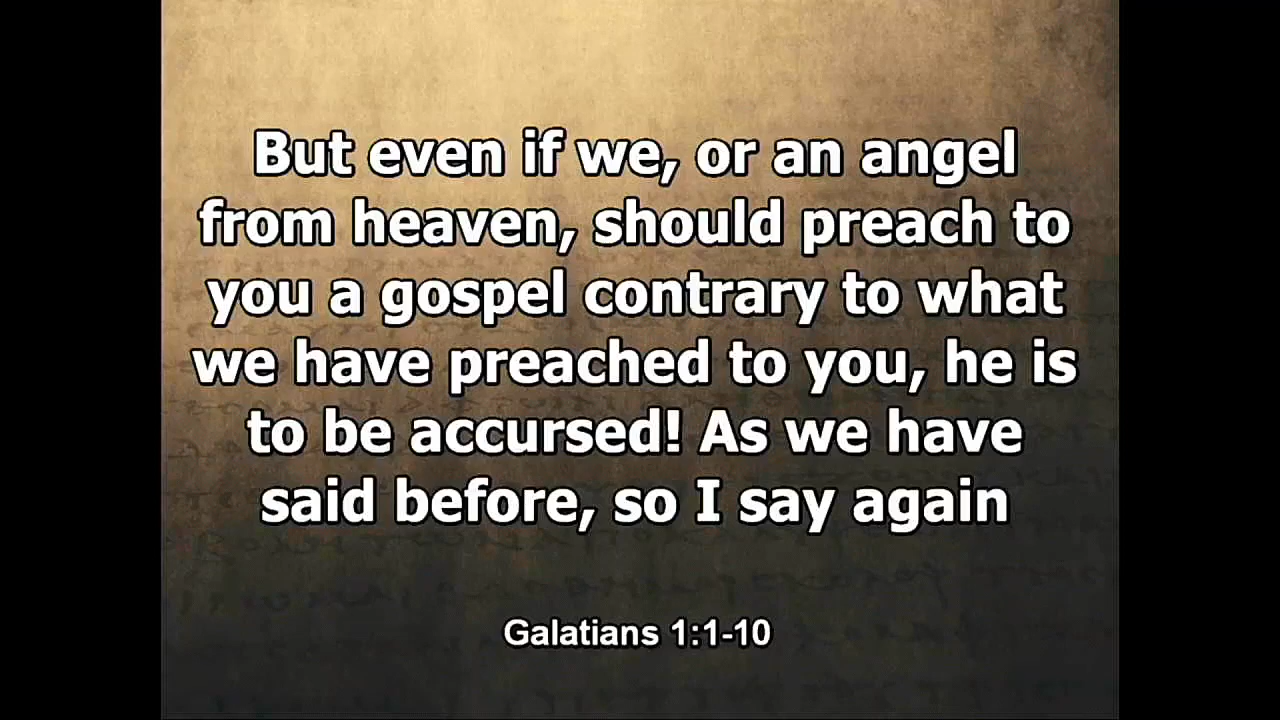 But even if we, or an angel
from heaven, should preach to
you a gospel contrary to what
we have preached to you, he is
to be accursed! As we have
said before, so I say again
Galatians 1:1-10